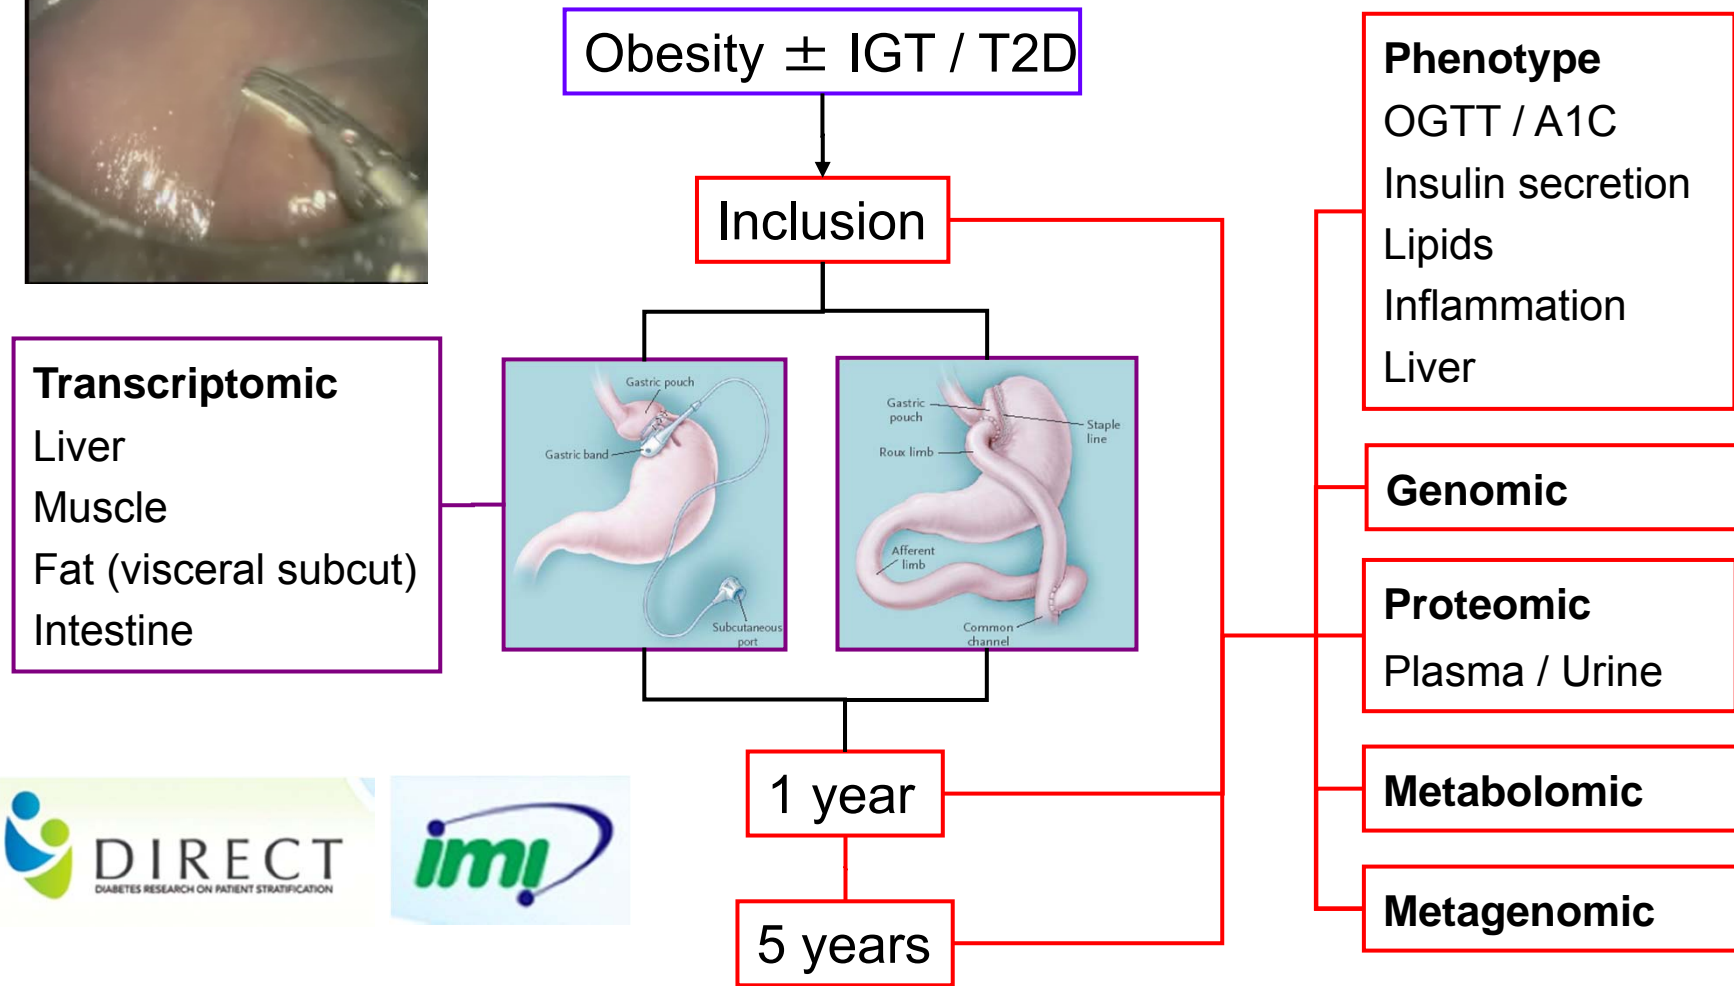 Obesity ± IGT / T2D
Inclusion
Phenotype
OGTT / A1C
Insulin secretion
Lipids
Inflammation
Liver
Transcriptomic
Liver
Muscle
Fat (visceral subcut)
Intestine
Gastric pouch
Gastric band
Subcutaneous
port
Gastric
pouch
Staple
line
Roux limb
Afferent
limb
Common
channel
Genomic
Proteomic
Plasma / Urine
1 year
Metabolomic
5 years
Metagenomic
DIRECT
DIABETES RESEARCH ON PATIENT STRATIFICATION
imi